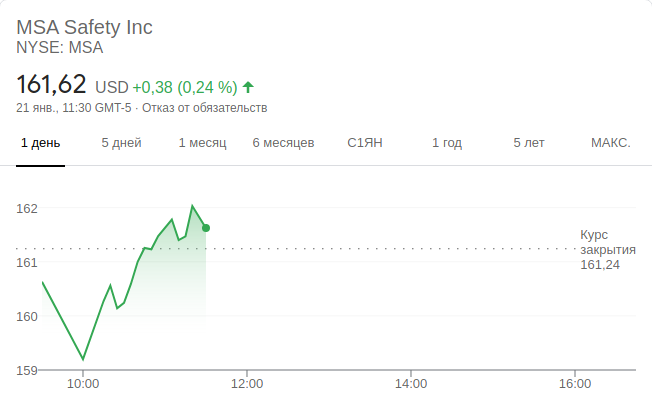 MSA Safety Inc
NYSE: MSA
161,62 USD +0,38 (0,24 %)
21 янв., 11:30 GMT-5 · Отказ от обязательств
1 день 5 дней 1 месяц 6 месяцев С1ЯН 1 год 5 лет МАКС.
162
Курс
закрытия
161,24
161
160
159
10:00 12:00 14:00 16:00